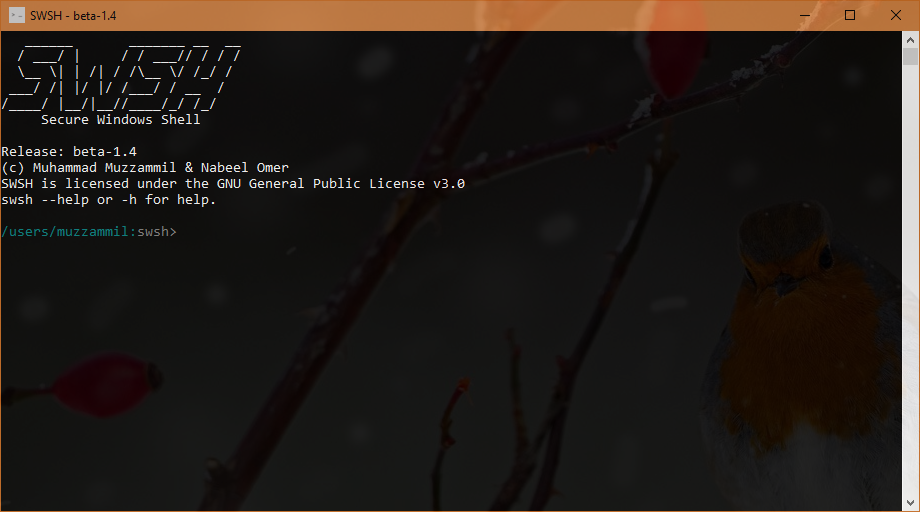 SWSH - beta-1.4
SWSH
Secure Windows Shell
Release: beta-1.4
(c) Muhammad Muzzammil & Nabeel Omer
SWSH is licensed under the GNU General Public License v3.0
swsh --help or -h for help.
/users/muzzammil:swsh>